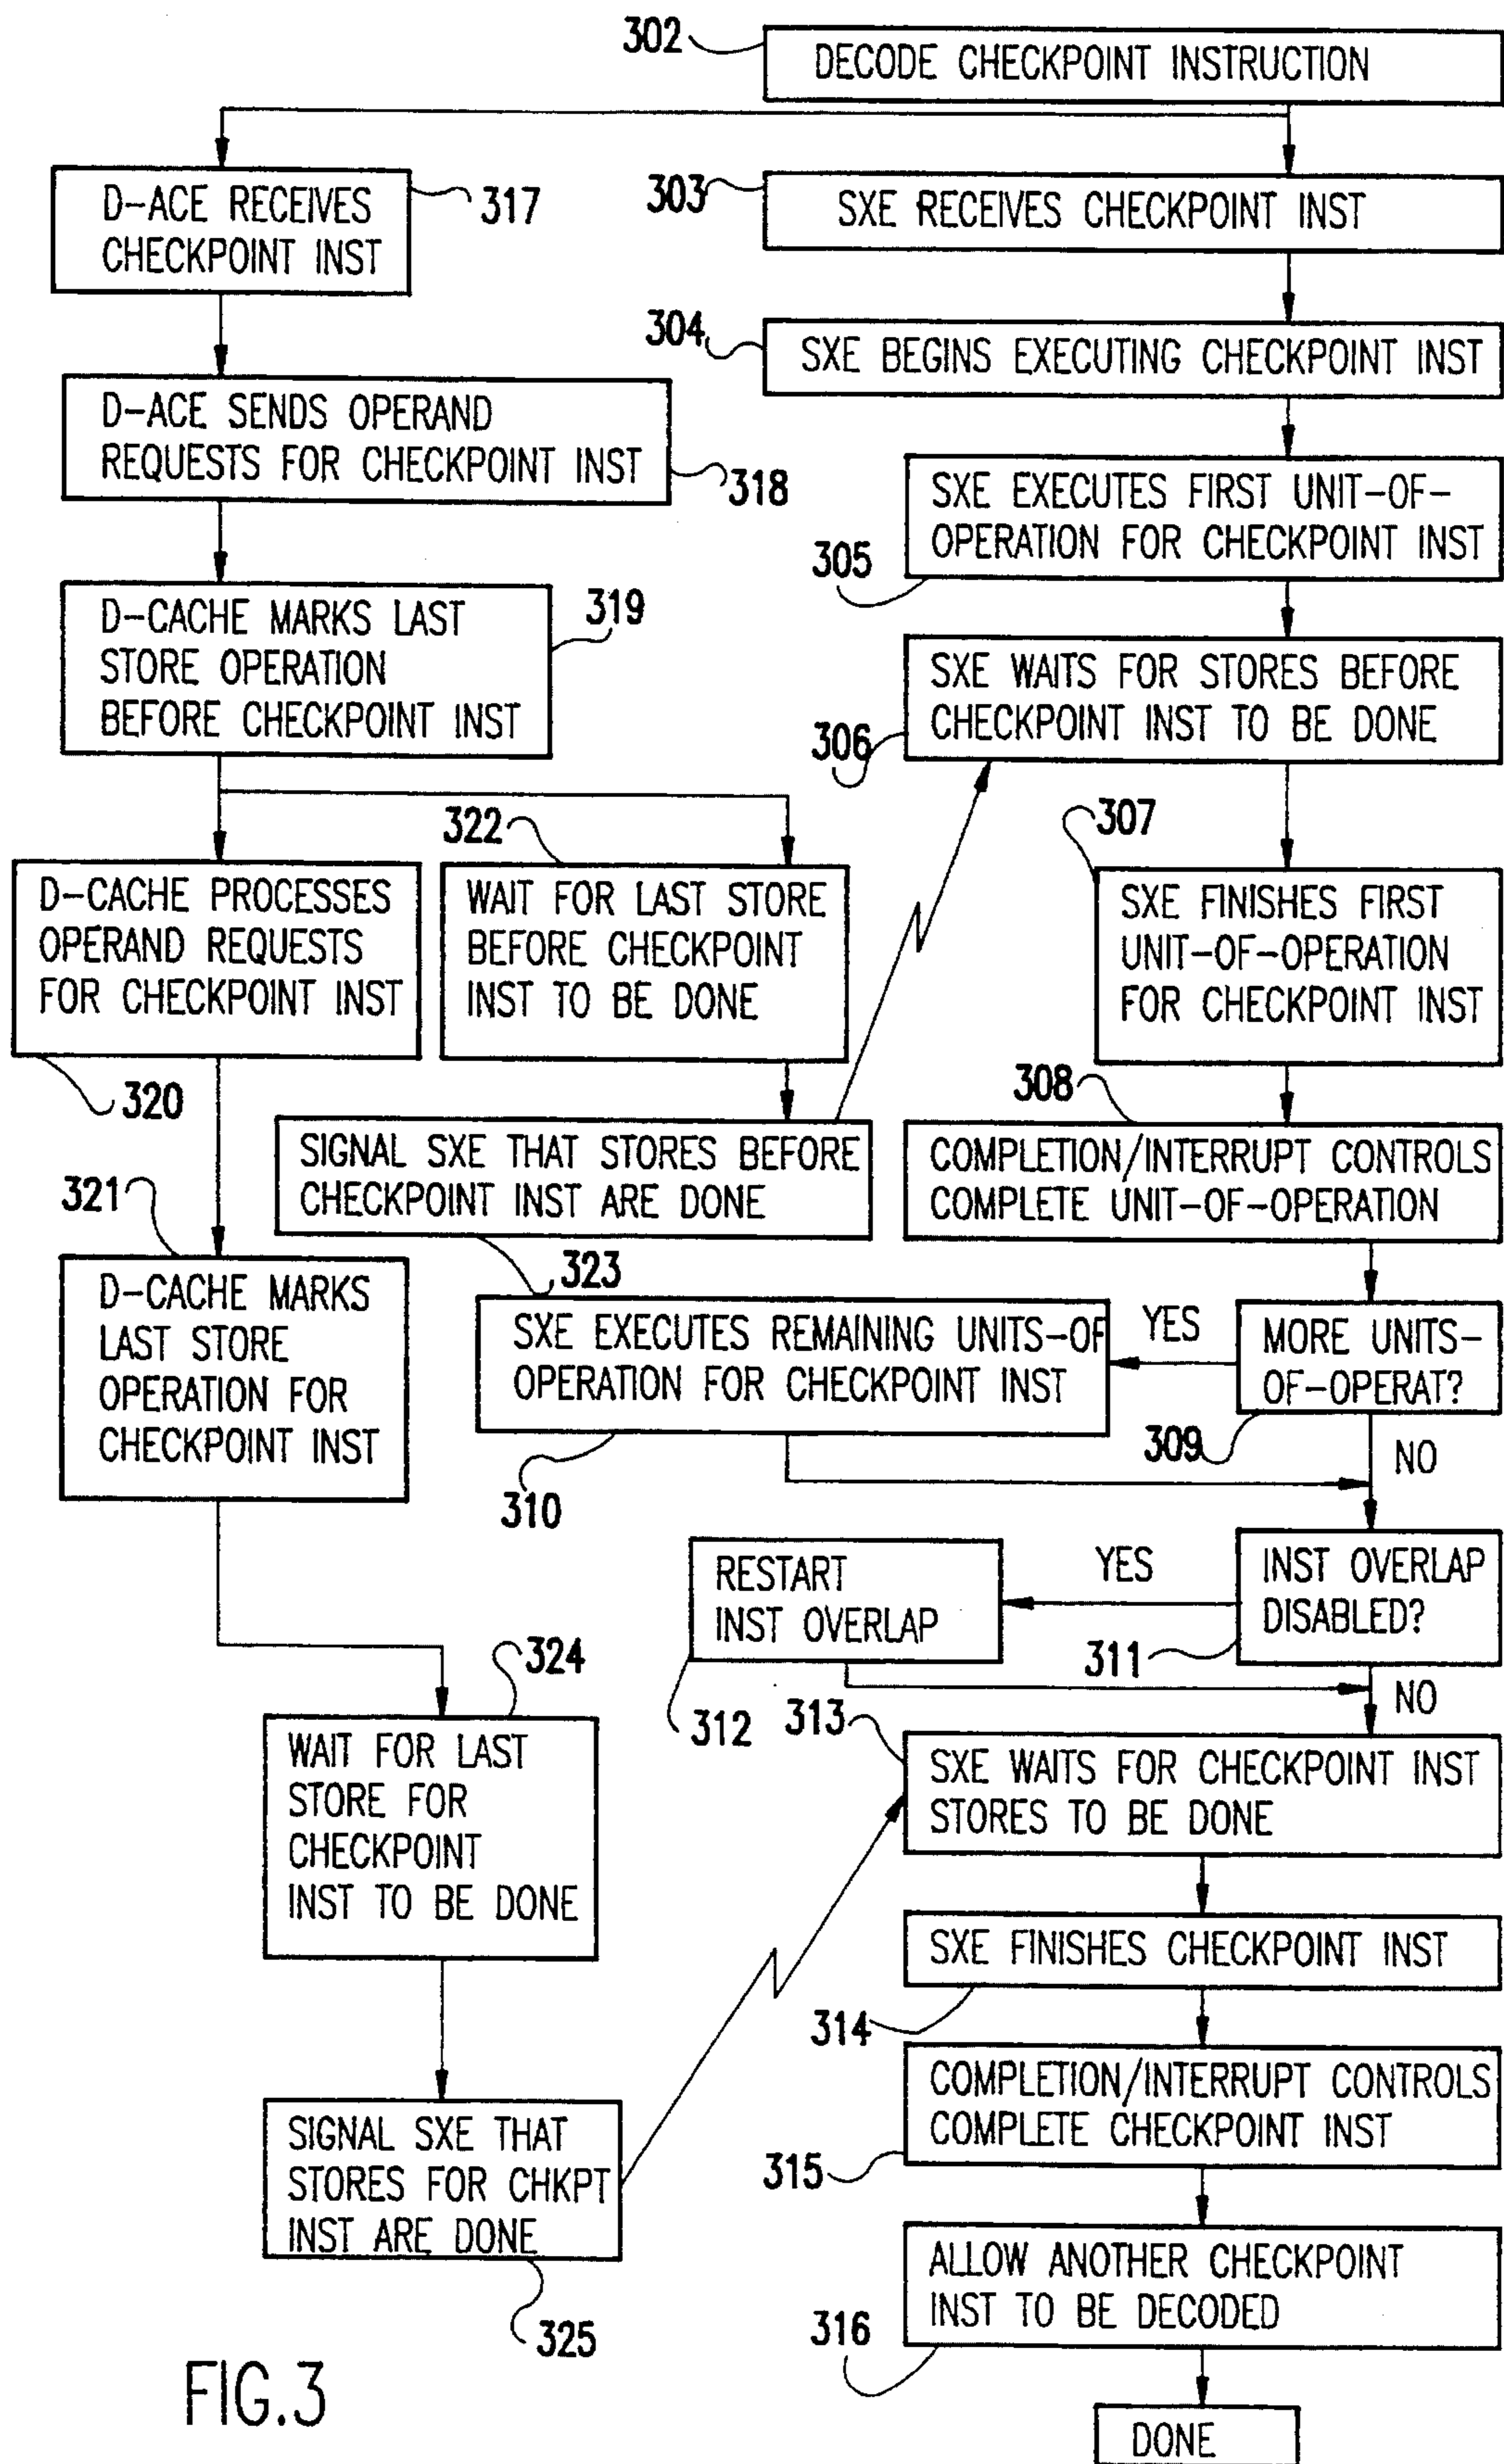 302
DECODE CHECKPOINT INSTRUCTION
D-ACE RECEIVES
CHECKPOINT INST
317
303
SXE RECEIVES CHECKPOINT INST
304
SXE BEGINS EXECUTING CHECKPOINT INST
D-ACE SENDS OPERAND
REQUESTS FOR CHECKPOINT INST
318
SXE EXECUTES FIRST UNIT-OF-
OPERATION FOR CHECKPOINT INST
305
D-CACHE MARKS LAST
STORE OPERATION
BEFORE CHECKPOINT INST
319
SXE WAITS FOR STORES BEFORE
CHECKPOINT INST TO BE DONE
306
322
307
D-CACHE PROCESSES
OPERAND REQUESTS
FOR CHECKPOINT INST
320
WAIT FOR LAST STORE
BEFORE CHECKPOINT
INST TO BE DONE
SXE FINISHES FIRST
UNIT-OF-OPERATION
FOR CHECKPOINT INST
308
SIGNAL SXE THAT STORES BEFORE
CHECKPOINT INST ARE DONE
323
COMPLETION/INTERRUPT CONTROLS
COMPLETE UNIT-OF-OPERATION
321
D-CACHE MARKS
LAST STORE
OPERATION FOR
CHECKPOINT INST
SXE EXECUTES REMAINING UNITS-OF
OPERATION FOR CHECKPOINT INST
310
YES
MORE UNITS-
OF-OPERAT?
309
NO
RESTART
INST OVERLAP
312
YES
INST OVERLAP
DISABLED?
311
NO
324
WAIT FOR LAST
STORE FOR
CHECKPOINT
INST TO BE DONE
313
SXE WAITS FOR CHECKPOINT INST
STORES TO BE DONE
SXE FINISHES CHECKPOINT INST
314
SIGNAL SXE THAT
STORES FOR CHKPT
INST ARE DONE
325
COMPLETION/INTERRUPT CONTROLS
COMPLETE CHECKPOINT INST
315
ALLOW ANOTHER CHECKPOINT
INST TO BE DECODED
316
DONE
FIG.3